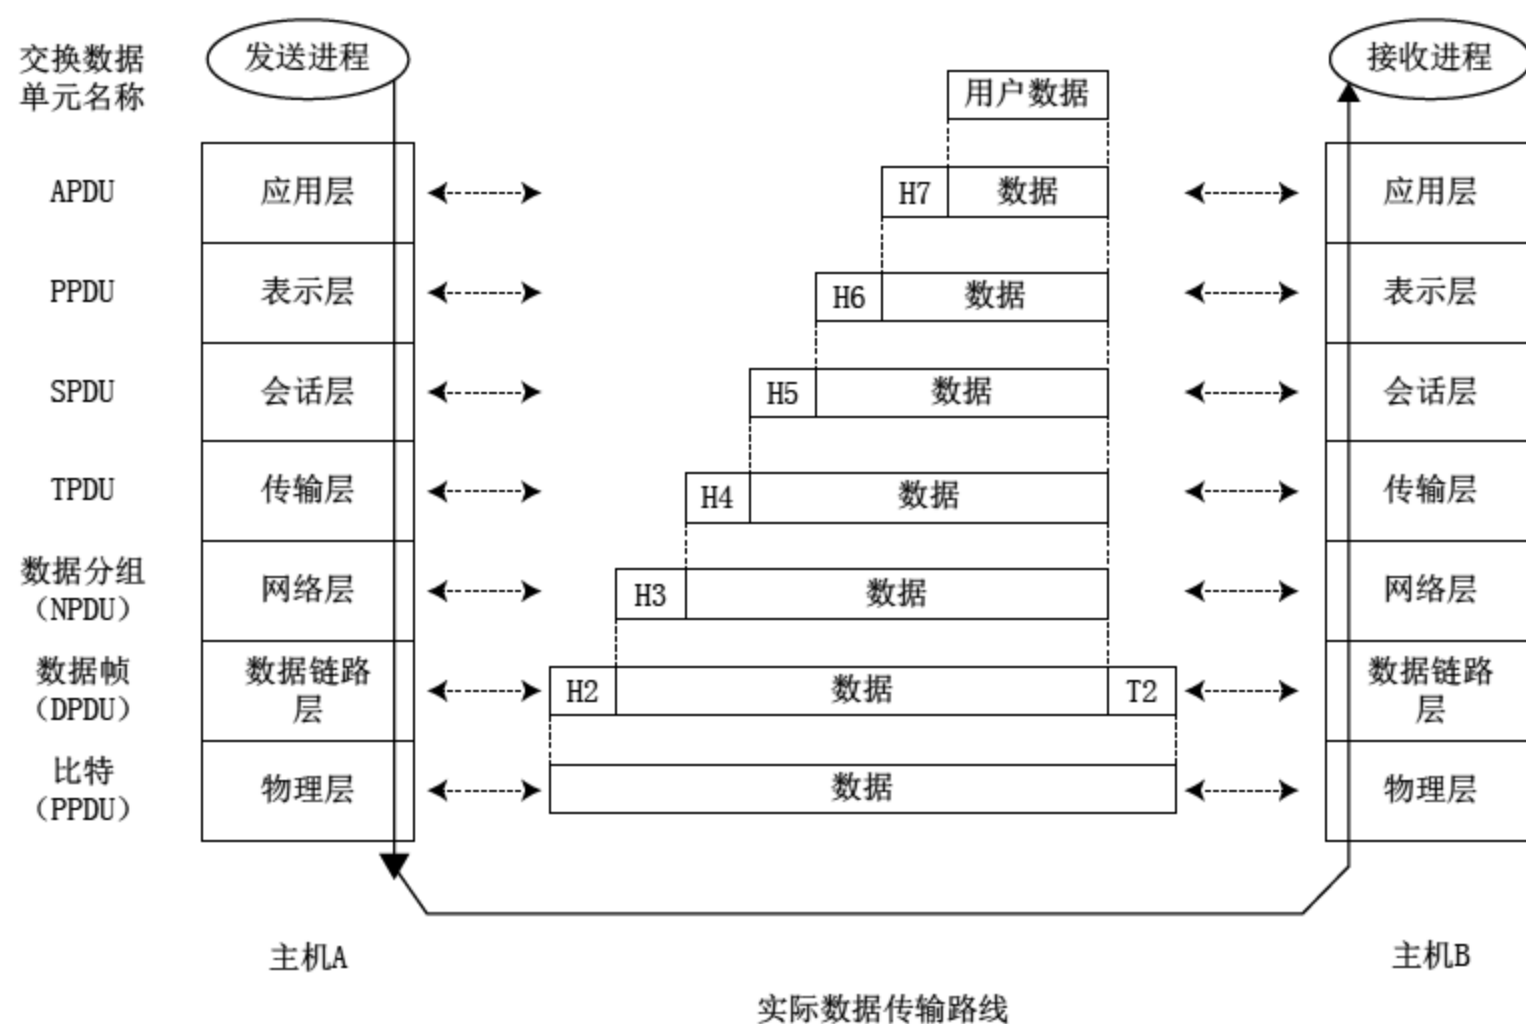 交换数据
单元名称
发送进程
用户数据
接收进程
APDU
应用层
H7
数据
应用层
PPDU
表示层
H6
数据
表示层
SPDU
会话层
H5
数据
会话层
TPDU
传输层
H4
数据
传输层
数据分组
（NPDU）
网络层
H3
数据
网络层
数据帧
（DPDU）
数据链路
层
H2
数据
T2
数据链路
层
比特
（PPDU）
物理层
数据
物理层
主机A
主机B
实际数据传输路线